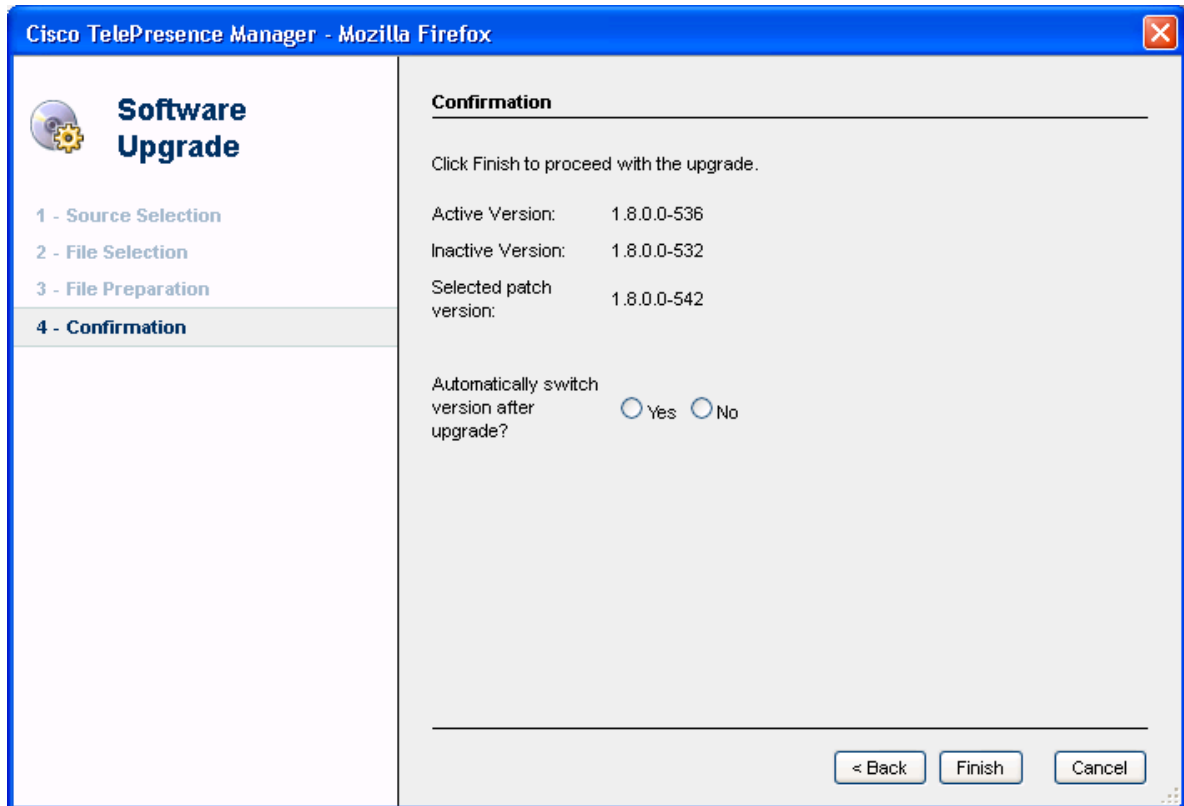 Cisco TelePresence Manager - Mozilla Firefox
Software
Upgrade
1 - Source Selection
2 - File Selection
3 - File Preparation
4 - Confirmation
Confirmation
Click Finish to proceed with the upgrade.
Active Version: 1.8.0.0-536
Inactive Version: 1.8.0.0-532
Selected patch
version: 1.8.0.0-542
Automatically switch
version after
upgrade? Yes No
< Back Finish Cancel